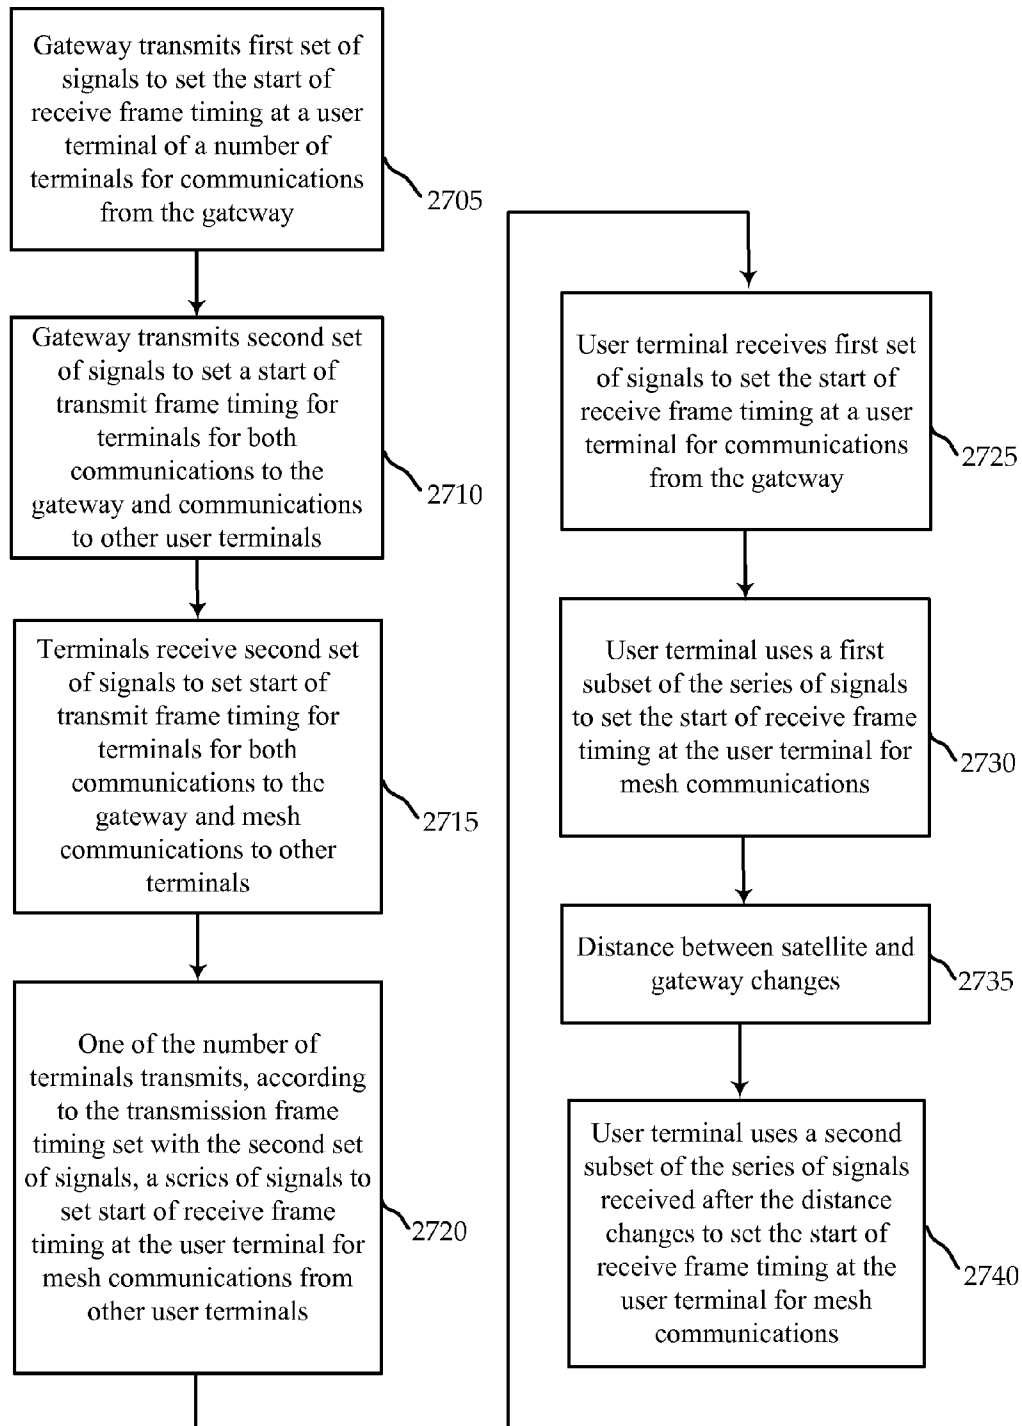 Gateway transmits first set of
signals to set the start of
receive frame timing at a user
terminal of a number of
terminals for communications
from the gateway
2705
Gateway transmits second set
of signals to set a start of
transmit frame timing for
terminals for both
communications to the
gateway and communications
to other user terminals
2710
Terminals receive second set
of signals to set start of
transmit frame timing for
terminals for both
communications to the
gateway and mesh
communications to other
terminals
2715
One of the number of
terminals transmits, according
to the transmission frame
timing set with the second set
of signals, a series of signals to
set start of receive frame
timing at the user terminal for
mesh communications from
other user terminals
2720
User terminal receives first set
of signals to set the start of
receive frame timing at a user
terminal for communications
from the gateway
2725
User terminal uses a first
subset of the series of signals
to set the start of receive frame
timing at the user terminal for
mesh communications
2730
Distance between satellite and
gateway changes
2735
User terminal uses a second
subset of the series of signals
received after the distance
changes to set the start of
receive frame timing at the
user terminal for mesh
communications
2740